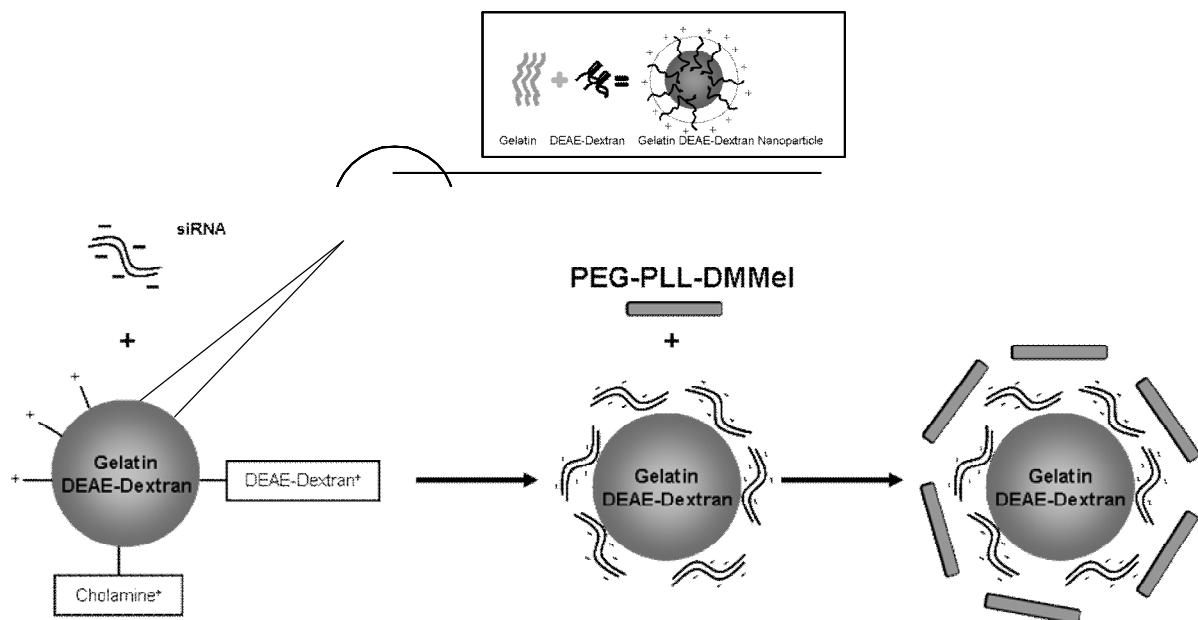 Gelatin DEAE-Dextran Gelatin DEAE-Dextran Nanoparticle
siRNA
PEG-PLL-DMMel
Gelatin
DEAE-Dextran
DEAE-Dextran+
Cholamine+
Gelatin
DEAE-Dextran
Gelatin
DEAE-Dextran